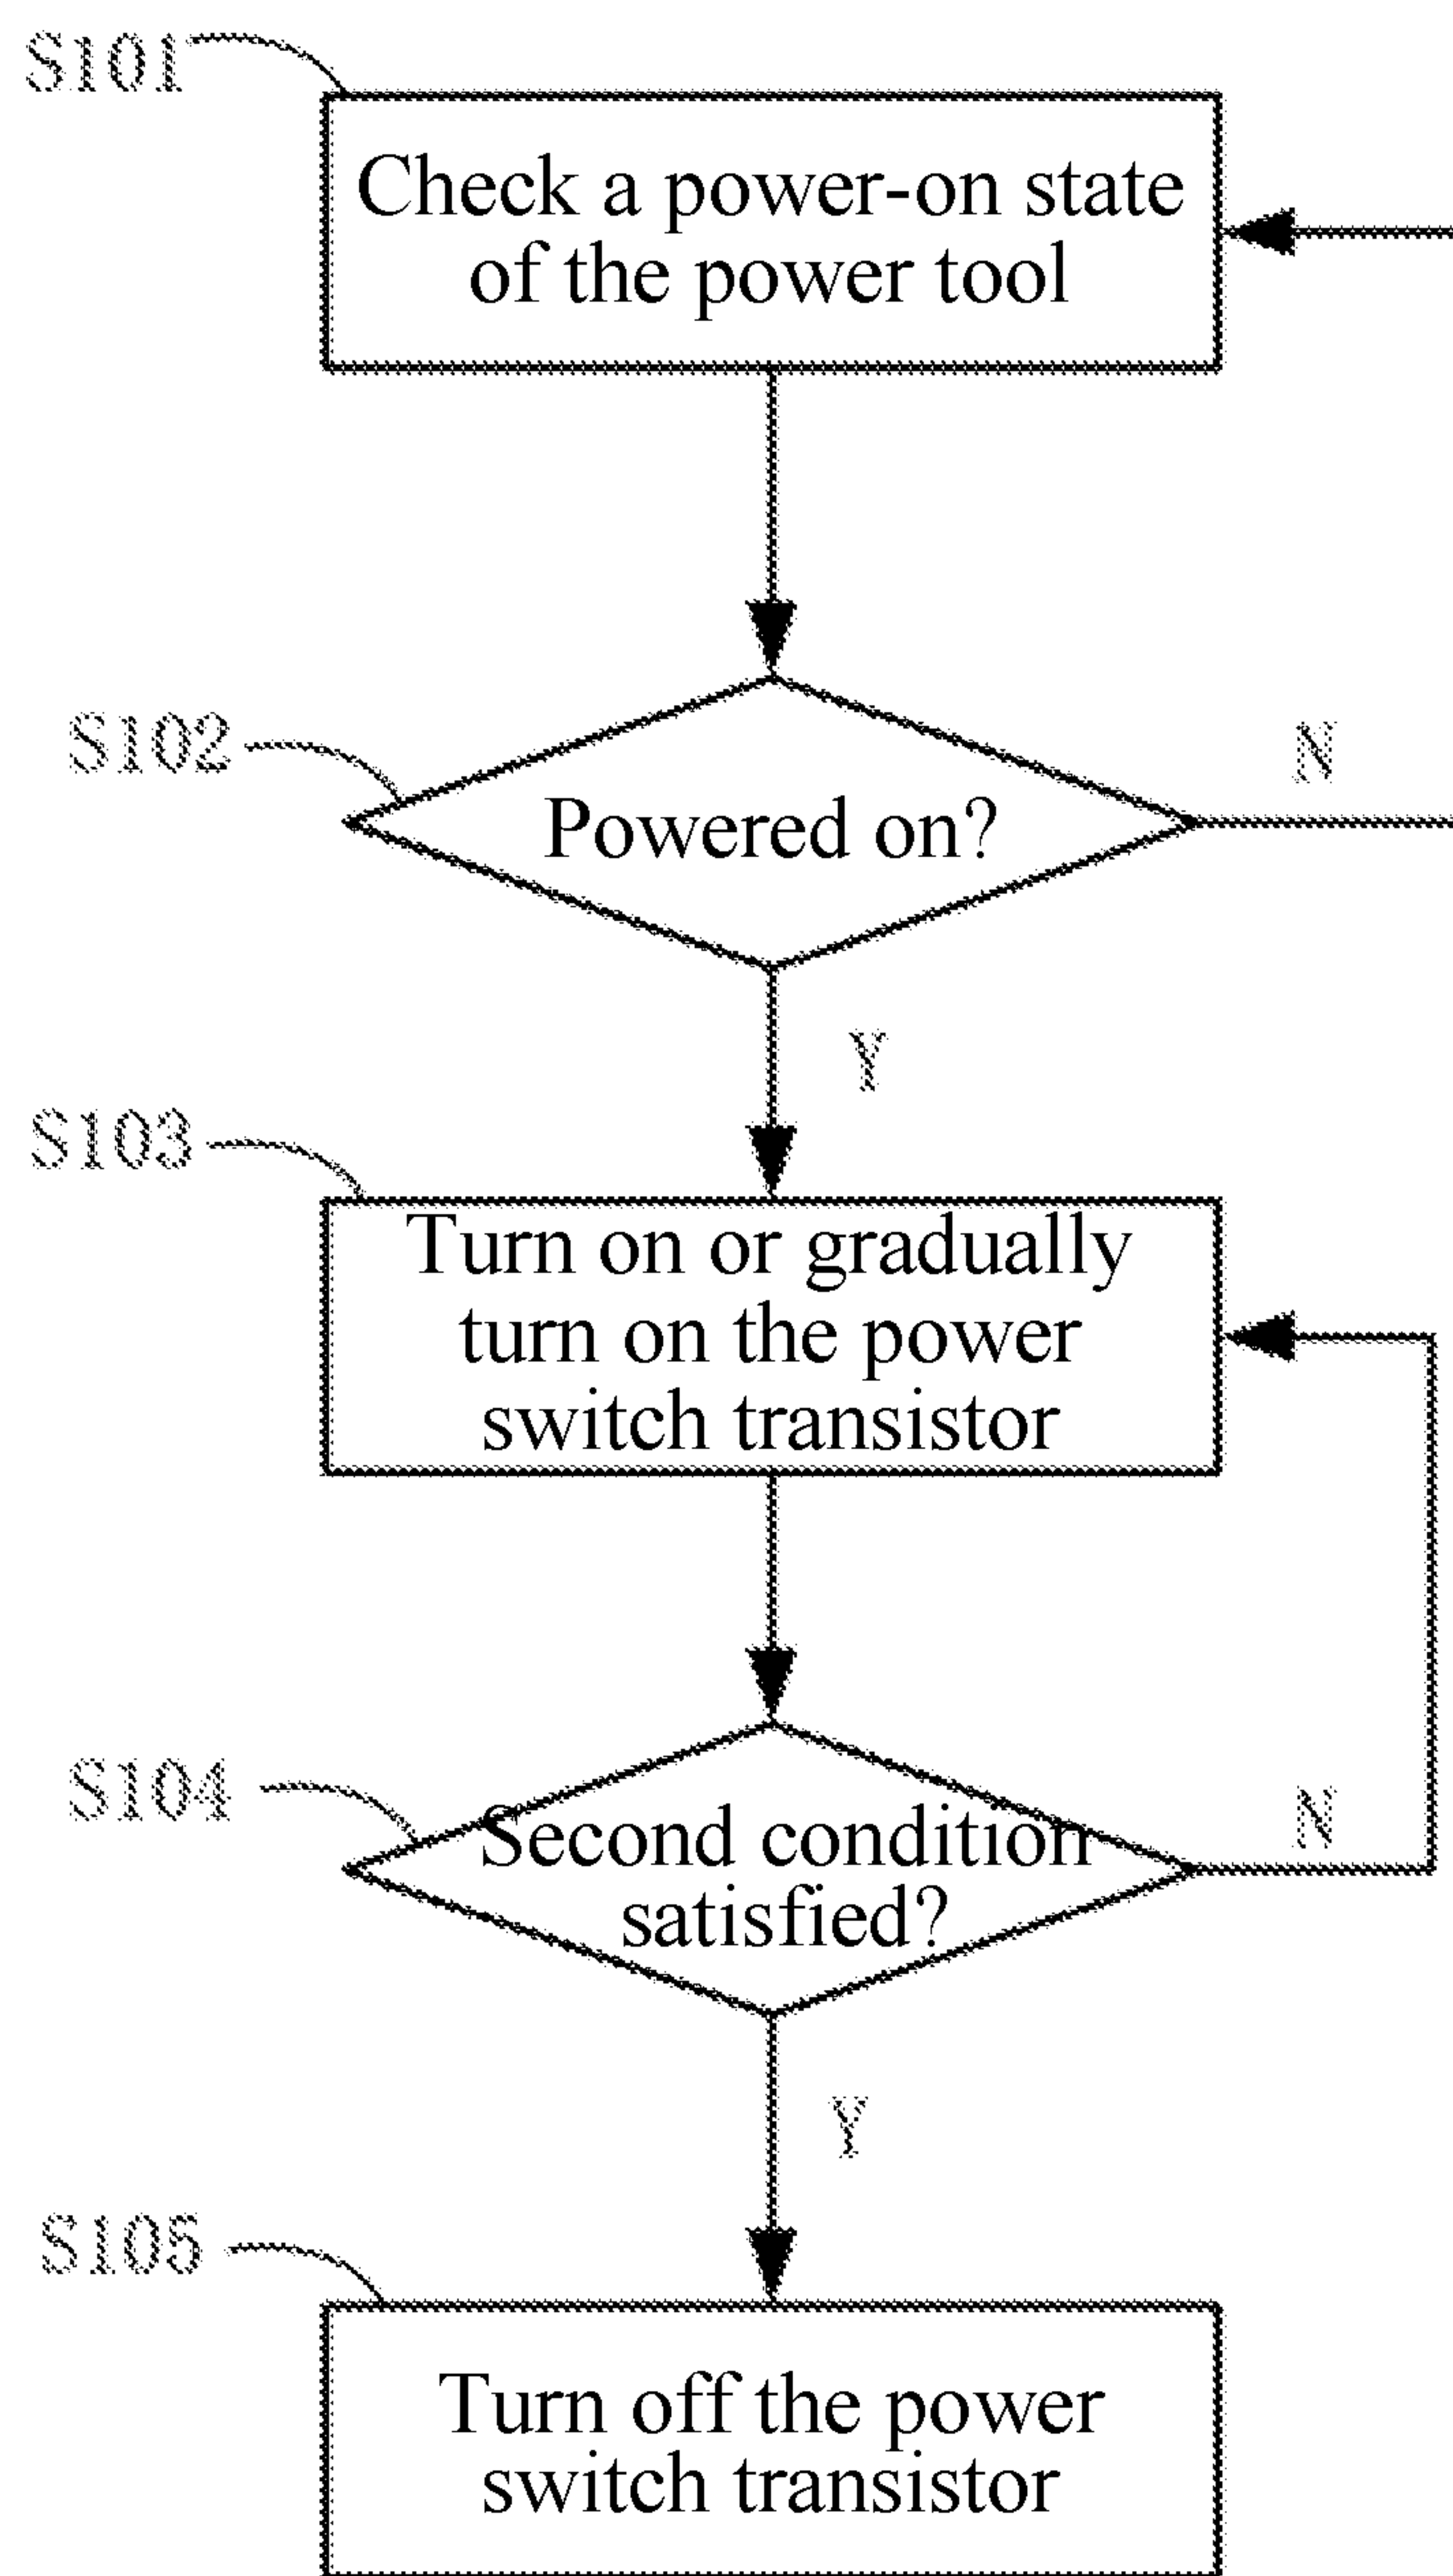 S101
Check a power-on state
of the power tool
S102
Powered on?
N
Y
S103
Turn on or gradually
turn on the power
switch transistor
S104
Second condition
satisfied?
N
Y
S105
Turn off the power
switch transistor